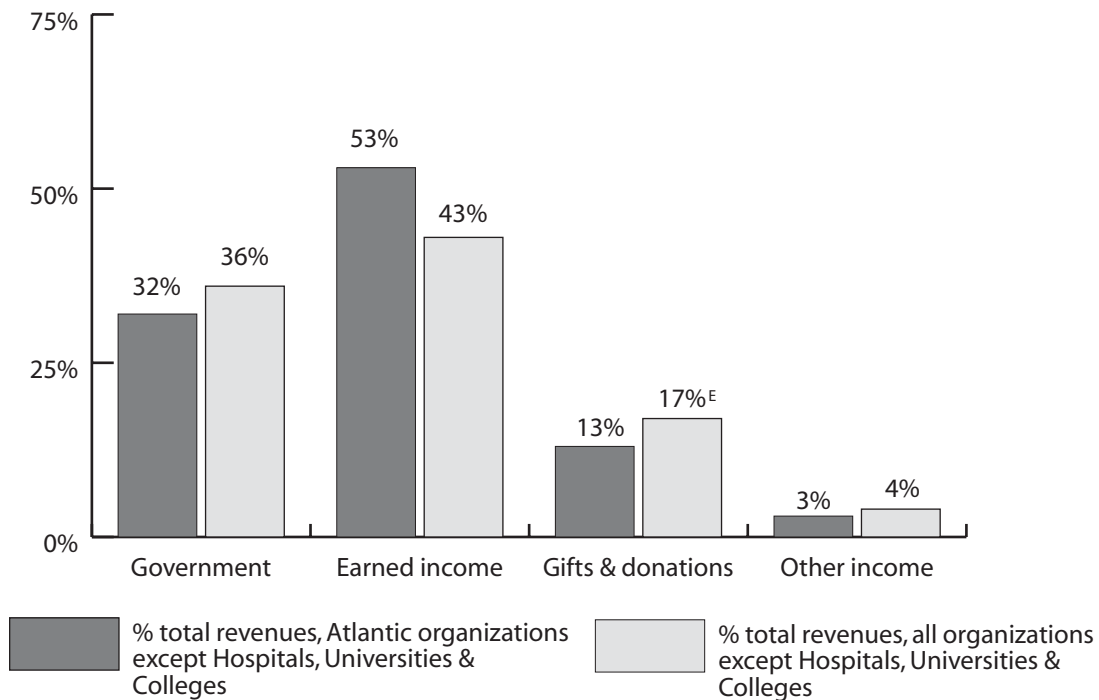 75%
53%
50%
43%
36%
32%
25%
17% E
13%
3%
4%
0%
Government
Earned income
Gifts & donations
Other income
% total revenues, Atlantic organizations
except Hospitals, Universities &
Colleges
% total revenues, all organizations
except Hospitals, Universities &
Colleges